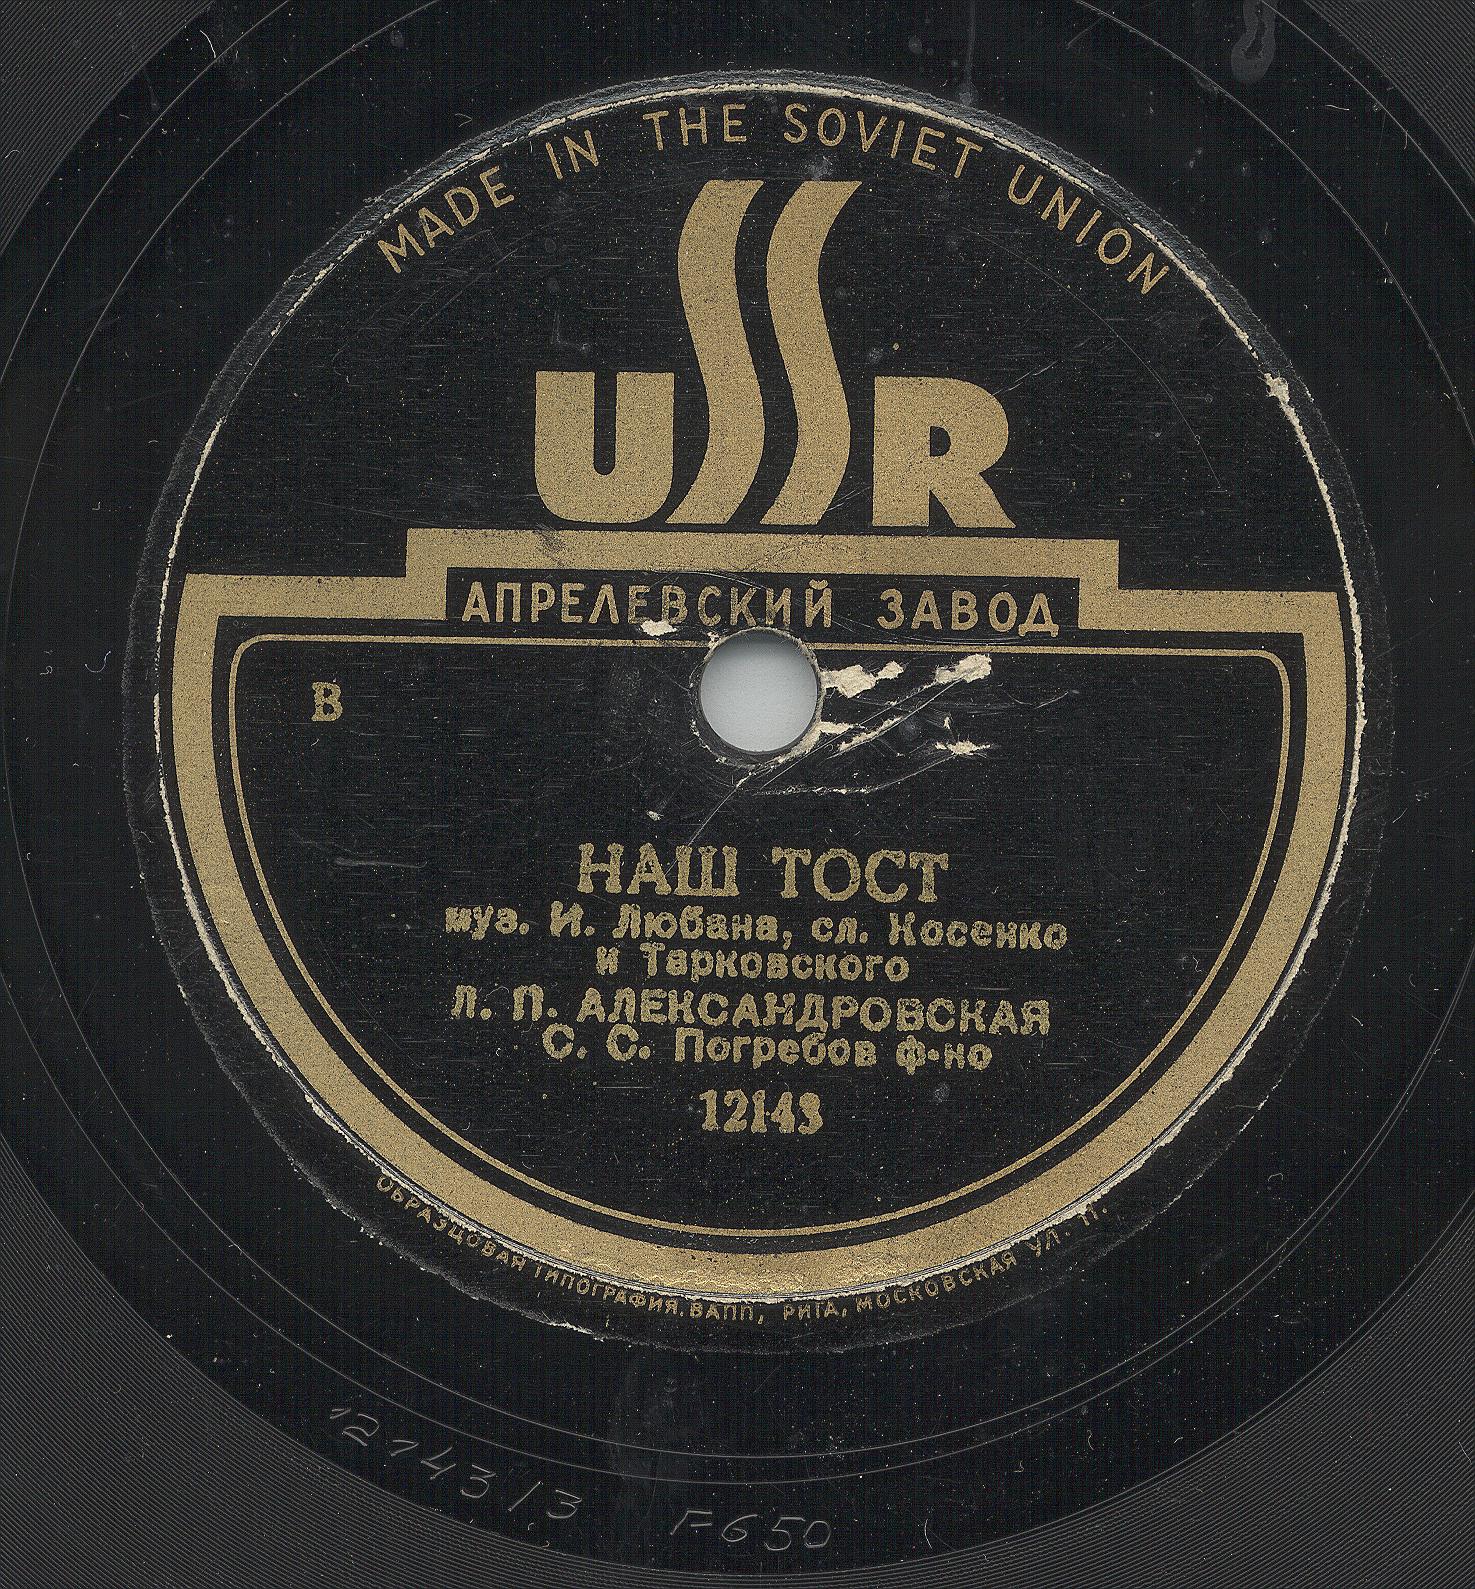 MADE IN THE SOVIET UNION
USSR
АПРЕЛЕВСКИЙ ЗАВОД
В
НАШ ТОСТ
муз. И. Любана, сл. Косенко
и Тарковского
Л. П. АЛЕКСАНДРОВСКАЯ
С. С. Погребов ф-но
12143
ОБРАЗЦОВАЯ ТИПОГРАФИЯ ВАПП, РИГА, МОСКОВСКАЯ УЛ. 11.
12143/3 F650